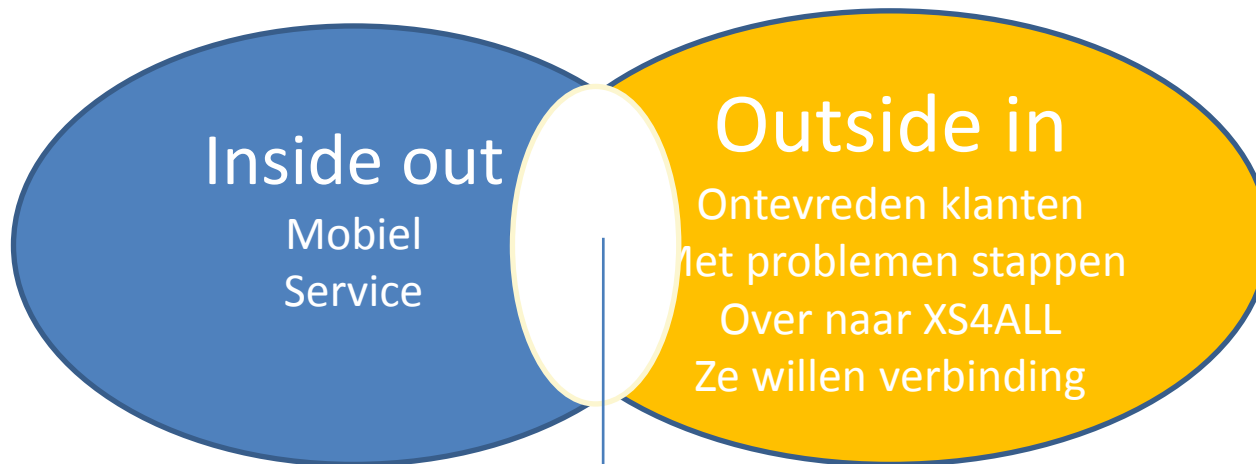 Inside out
Mobiel
Service
Outside in
Ontevreden klanten
Met problemen stappen
Over naar XS4ALL
Ze willen verbinding